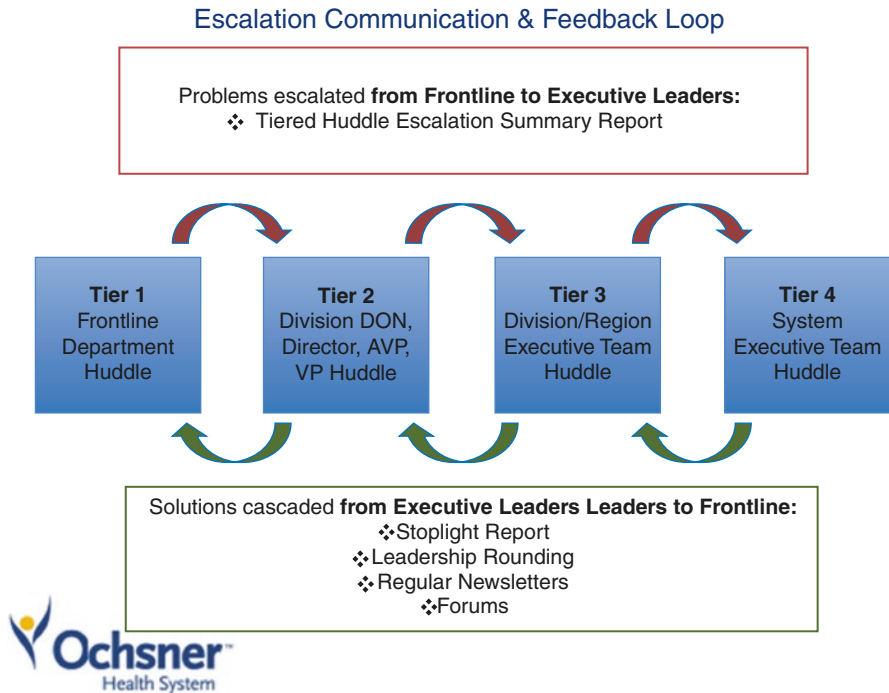 Escalation Communication & Feedback Loop
Problems escalated from Frontline to Executive Leaders:
❖ Tiered Huddle Escalation Summary Report
Tier 1
Frontline
Department
Huddle
Tier 2
Division DON,
Director, AVP,
VP Huddle
Tier 3
Division/Region
Executive Team
Huddle
Tier 4
System
Executive Team
Huddle
Solutions cascaded from Executive Leaders Leaders to Frontline:
❖Stoplight Report
❖Leadership Rounding
❖Regular Newsletters
❖Forums
Ochsner™
Health System